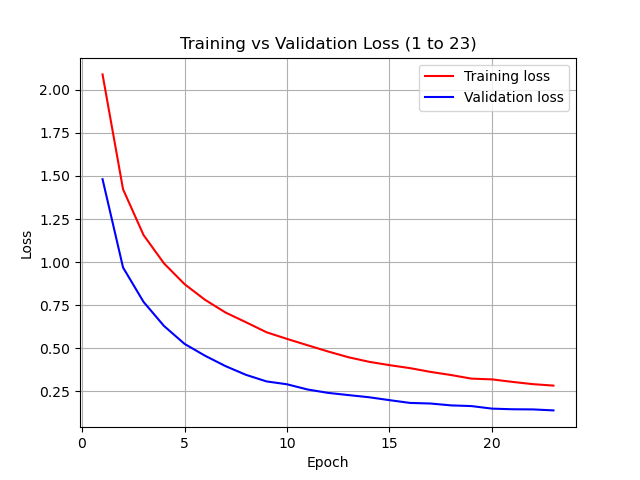 Training vs Validation Loss (1 to 23)
Training loss
Validation loss
2.00
1.75
1.50
1.25
1.00
0.75
0.50
0.25
Loss
0 5 10 15 20
Epoch